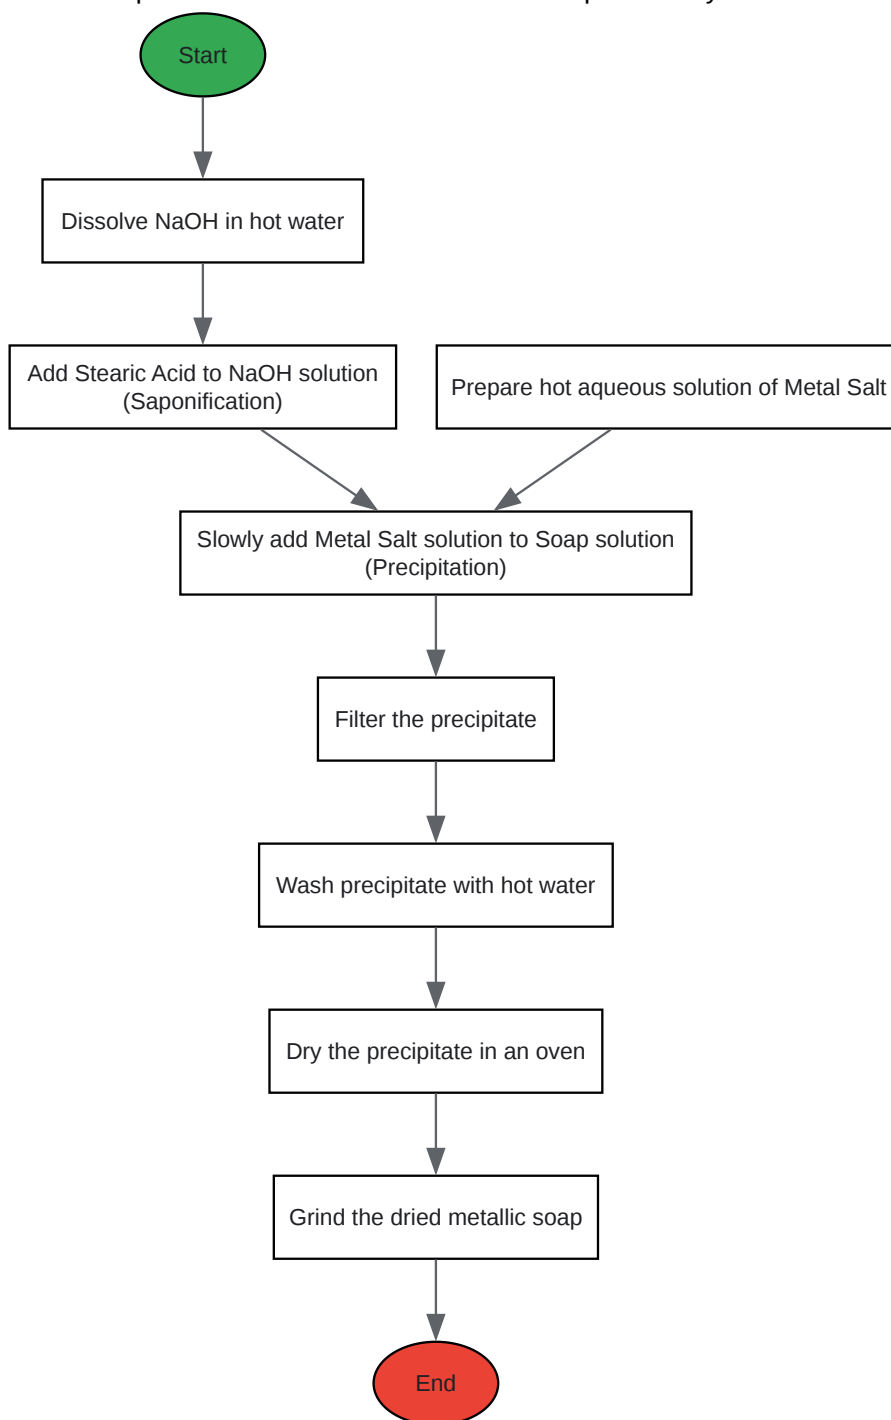 Start
Dissolve NaOH in hot water
Add Stearic Acid to NaOH solution
(Saponification)
Prepare hot aqueous solution of Metal Salt
Slowly add Metal Salt solution to Soap solution
(Precipitation)
Filter the precipitate
Wash precipitate with hot water
Dry the precipitate in an oven
Grind the dried metallic soap
End